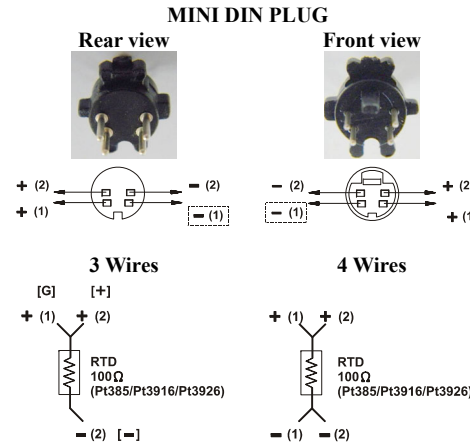 MINI DIN PLUG
Rear view Front view
+ (2) − (2) − (2) + (2)
+ (1) − (1) − (1) + (1
3 Wires 4 Wires
[G] [+]
+ (1) + (2) + (1) + (2)
RTD RTD
100Ω 100Ω
(Pt385/Pt3916/Pt3926) (Pt385/Pt3916/Pt3926)
− (2) [−] − (1) − (2)